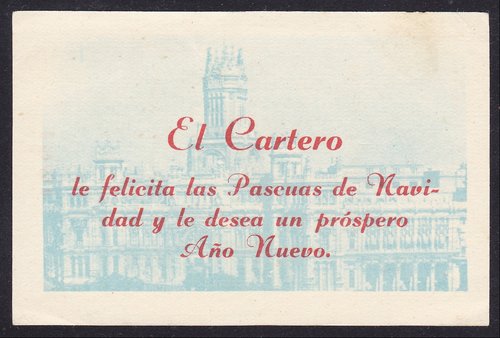 El Cartero
le felicita las Pascuas de Navi-
dad y le desea un próspero
Año Nuevo.